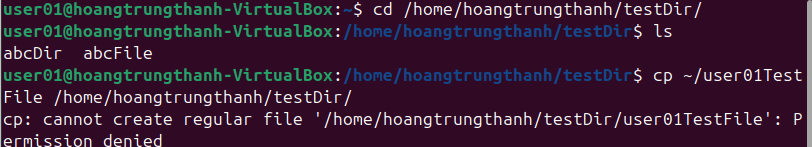 user01@hoangtrungthanh-VirtualBox:~$ cd /home/hoangtrungthanh/testDir/
user01@hoangtrungthanh-VirtualBox:/home/hoangtrungthanh/testDir$ ls
abcDir  abcFile
user01@hoangtrungthanh-VirtualBox:/home/hoangtrungthanh/testDir$ cp ~/user01Test
File /home/hoangtrungthanh/testDir/
cp: cannot create regular file '/home/hoangtrungthanh/testDir/user01TestFile': P
ermission denied